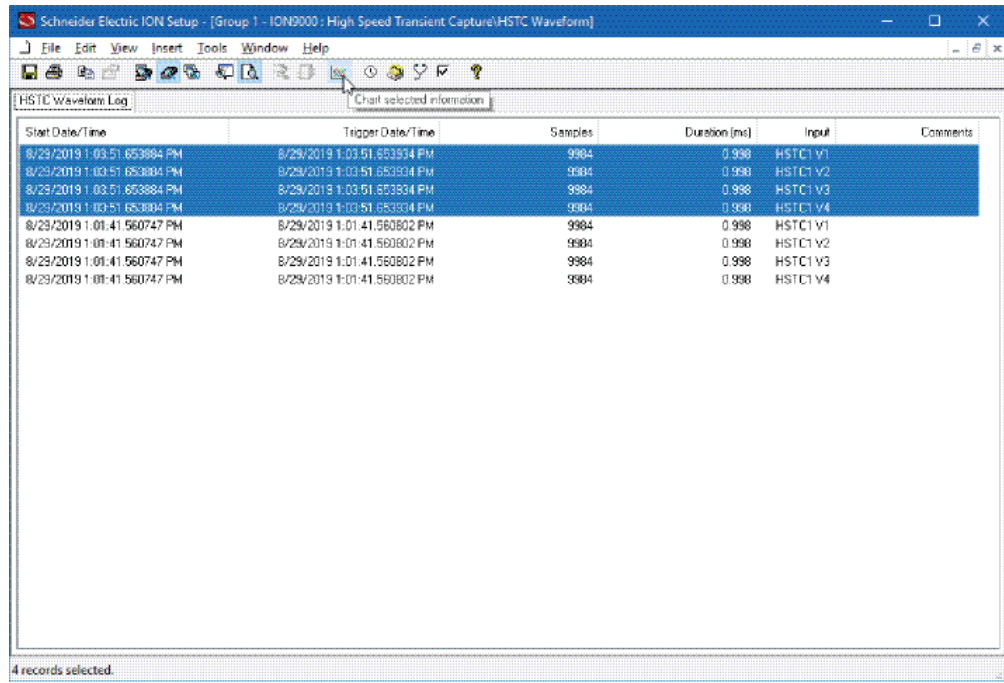 Schneider Electric ION Setup - [Group 1 - ION9000 : High Speed Transient Capture\HSTC Waveform]
File Edit View Insert Tools Window Help
Chart selected information
HSTC Waveform Log
Start Date/Time Trigger Date/Time Samples Duration (ms) Input Comments
8/29/2019 1:03:51.653884 PM 8/29/2019 1:03:51.653934 PM 9984 0.998 HSTC1 V1
8/29/2019 1:03:51.653884 PM 8/29/2019 1:03:51.653934 PM 9984 0.998 HSTC1 V2
8/29/2019 1:03:51.653884 PM 8/29/2019 1:03:51.653934 PM 9984 0.998 HSTC1 V3
8/29/2019 1:03:51.653884 PM 8/29/2019 1:03:51.653934 PM 9984 0.998 HSTC1 V4
8/29/2019 1:01:41.560747 PM 8/29/2019 1:01:41.560802 PM 9984 0.998 HSTC1 V1
8/29/2019 1:01:41.560747 PM 8/29/2019 1:01:41.560802 PM 9984 0.998 HSTC1 V2
8/29/2019 1:01:41.560747 PM 8/29/2019 1:01:41.560802 PM 9984 0.998 HSTC1 V3
8/29/2019 1:01:41.560747 PM 8/29/2019 1:01:41.560802 PM 9984 0.998 HSTC1 V4
4 records selected.